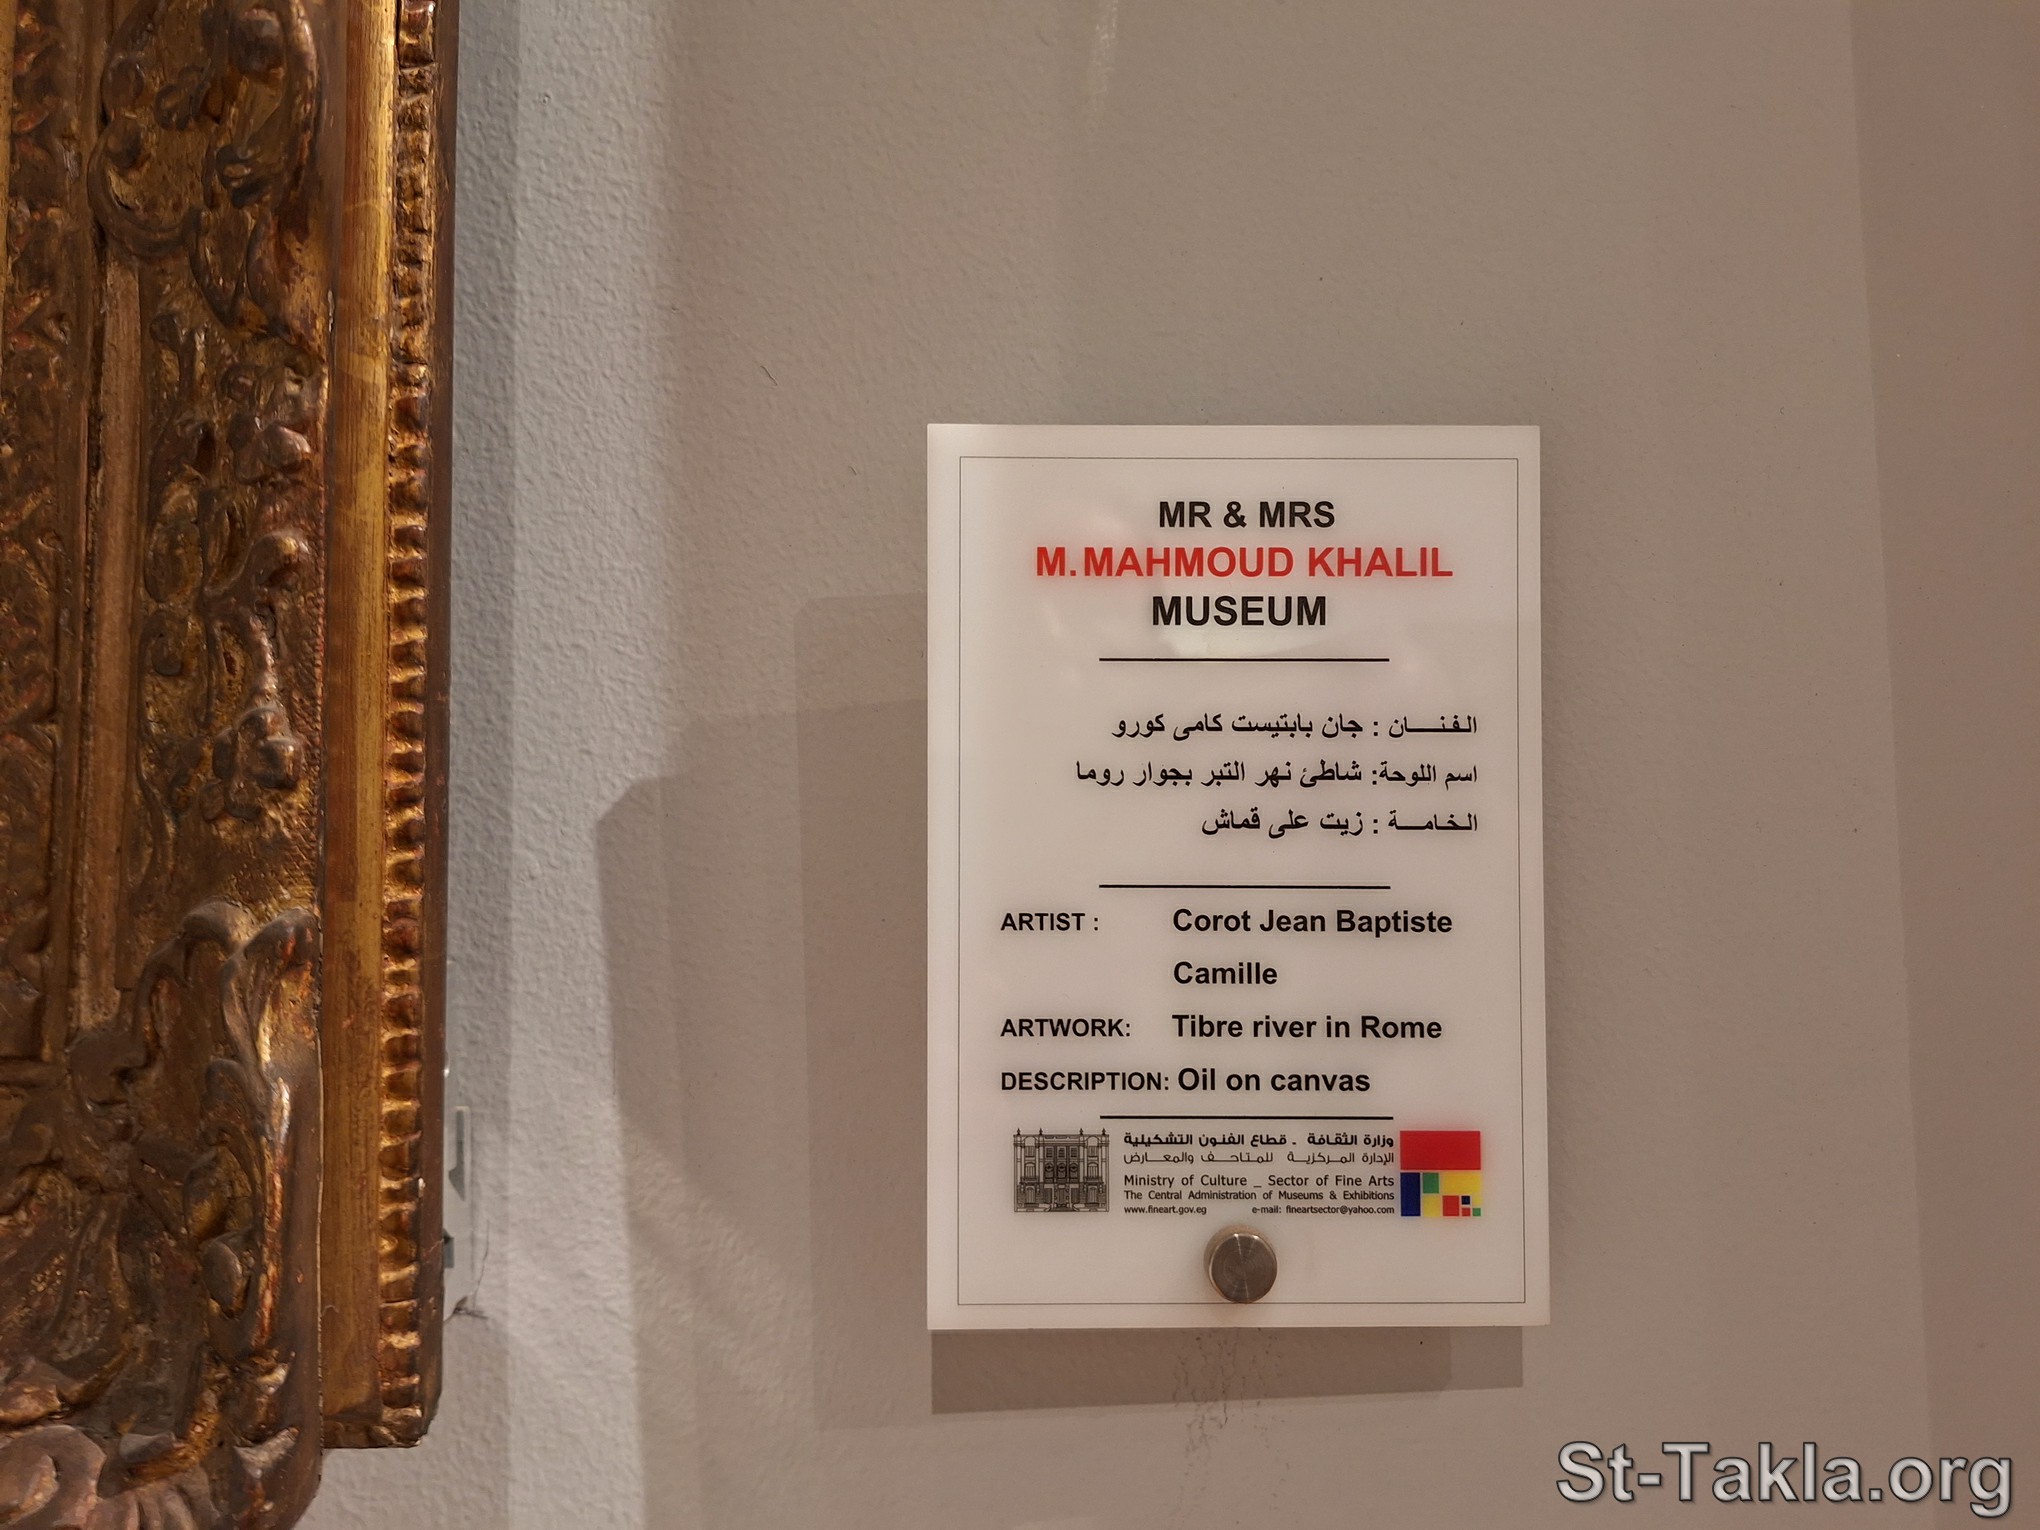 MR & MRS
M.MAHMOUD KHALIL
MUSEUM
الفنـــان : جان بابتيست كامى كورو
اسم اللوحة: شاطئ نهر التبر بجوار روما
الخامـــة : زيت على قماش
ARTIST : Corot Jean Baptiste
Camille
ARTWORK: Tibre river in Rome
DESCRIPTION: Oil on canvas
وزارة الثقافة - قطاع الفنون التشكيلية
الإدارة المـركزيـة للمتاحـف والمعـارض
Ministry of Culture _ Sector of Fine Arts
The Central Administration of Museums & Exhibitions
www.fineart.gov.eg e-mail: fineartsector@yahoo.com
St-Takla.org